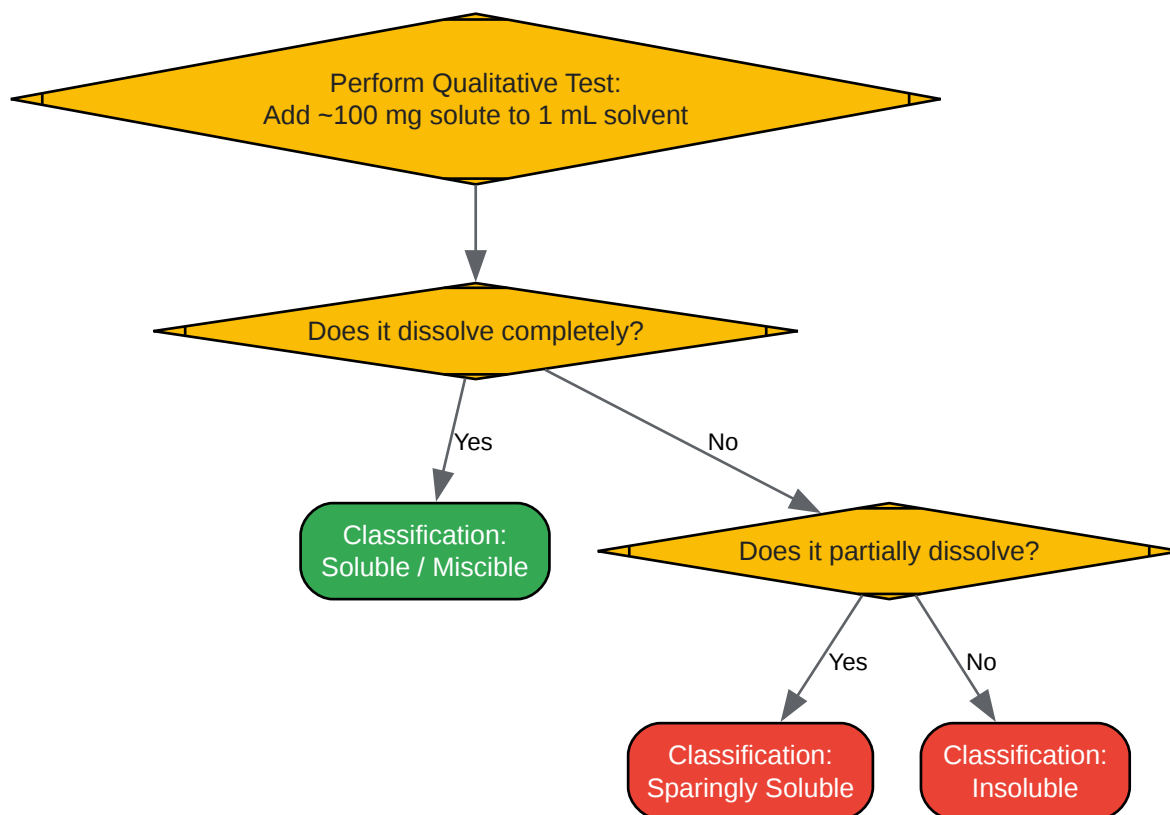 Perform Qualitative Test:
Add ~100 mg solute to 1 mL solvent
Does it dissolve completely?
Yes
No
Classification:
Soluble / Miscible
Does it partially dissolve?
Yes
No
Classification:
Sparingly Soluble
Classification:
Insoluble